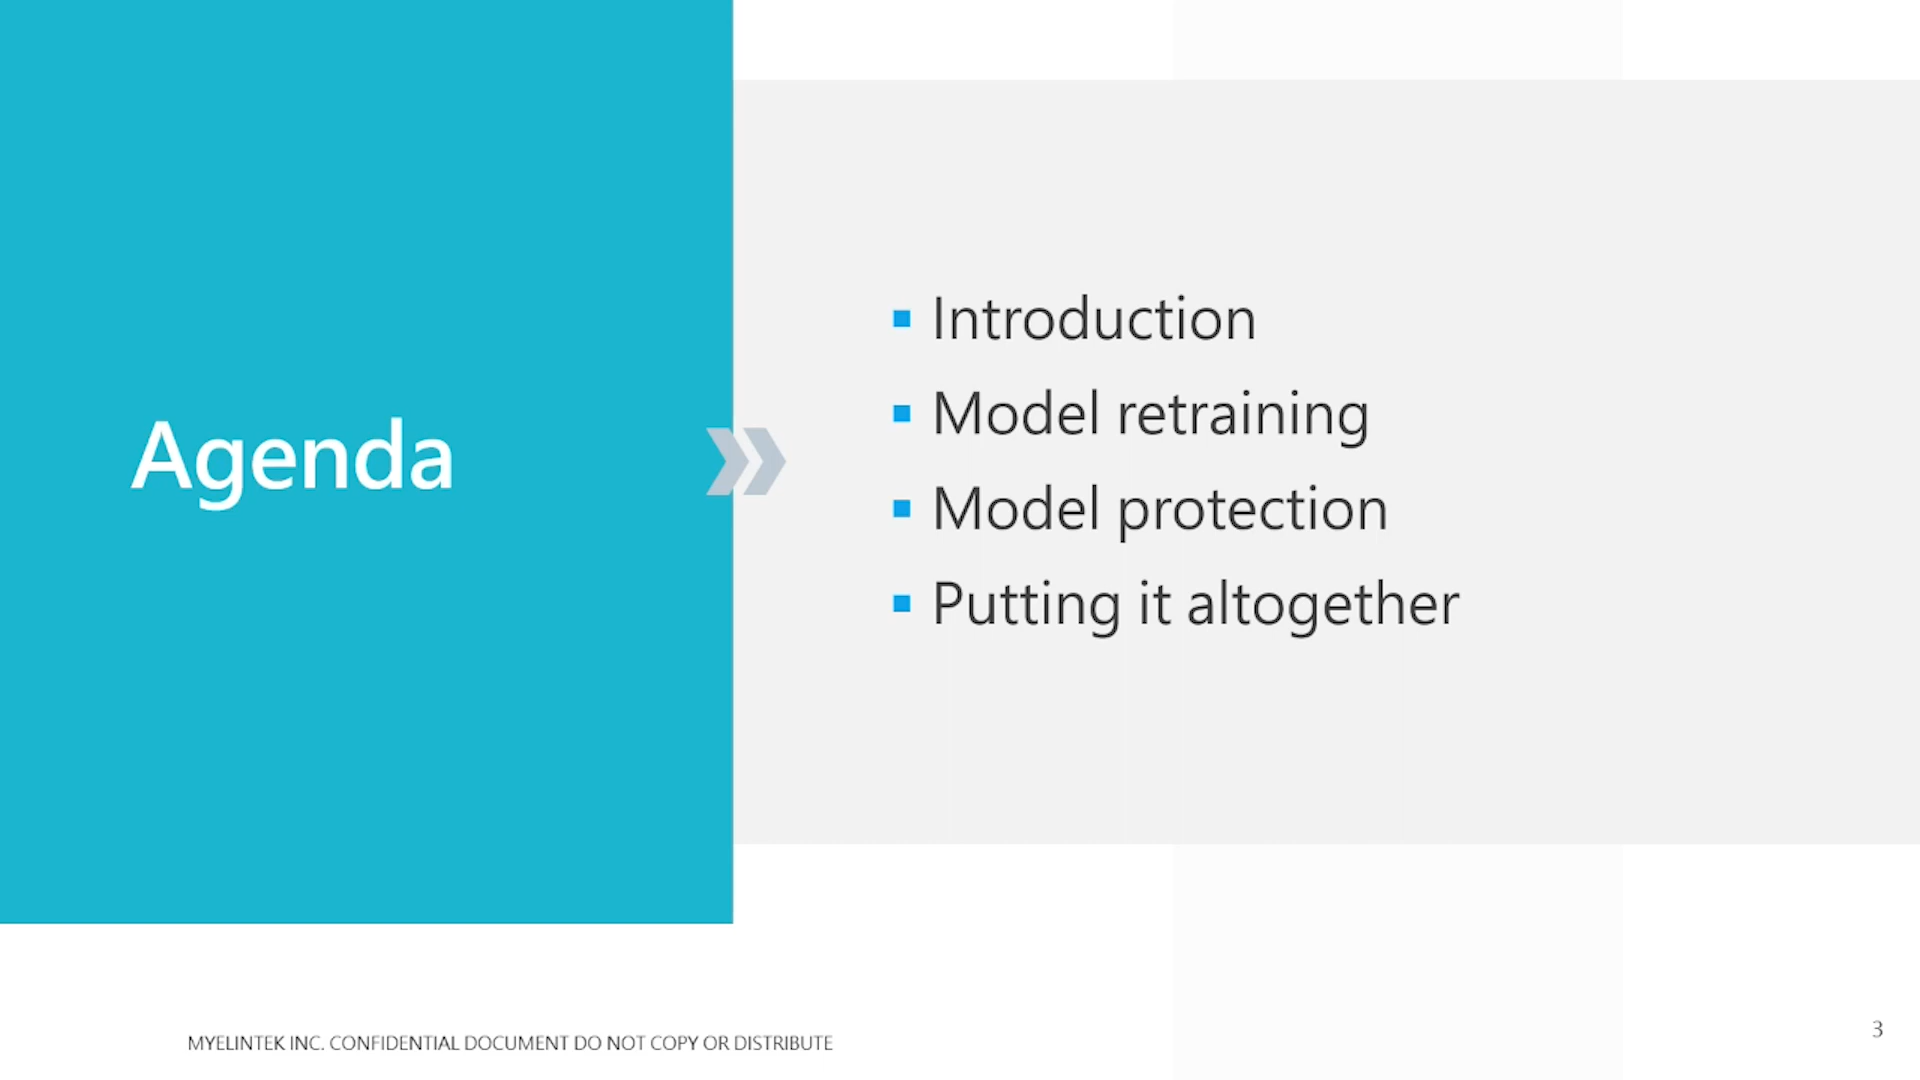 Agenda
Introduction
Model retraining
Model protection
Putting it altogether
MYELINTEK INC. CONFIDENTIAL DOCUMENT DO NOT COPY OR DISTRIBUTE
3